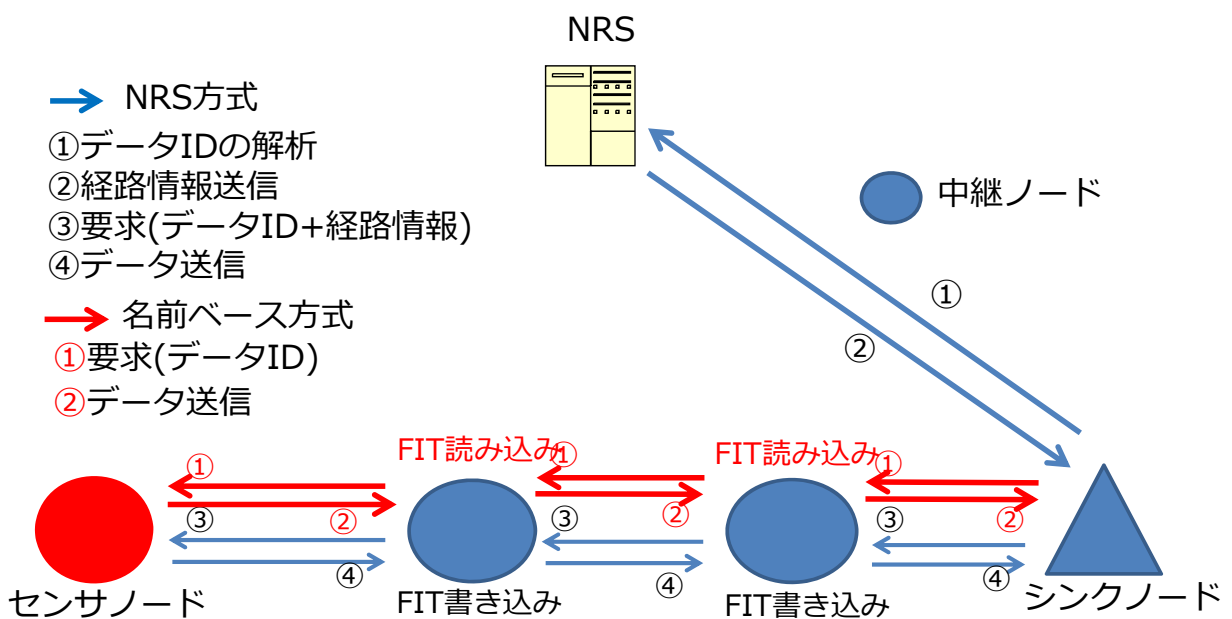 NRS
NRS方式
①データIDの解析
②経路情報送信
③要求(データID+経路情報)
④データ送信
中継ノード
名前ベース方式
①要求(データID)
②データ送信
①
②
FIT読み込み
①
FIT読み込み
①
①
③
②
③
②
③
②
④
④
④
センサノード
FIT書き込み
FIT書き込み
シンクノード